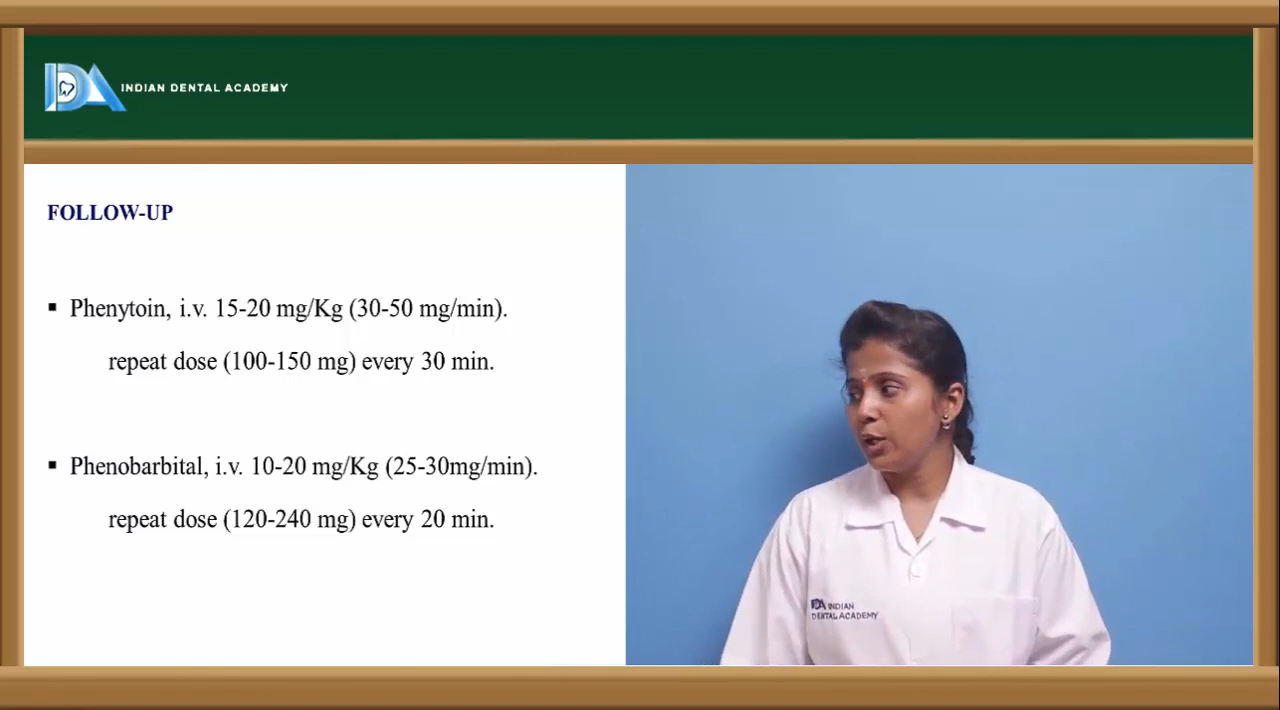 INDIAN DENTAL ACADEMY
FOLLOW-UP
▪ Phenytoin, i.v. 15-20 mg/Kg (30-50 mg/min).
repeat dose (100-150 mg) every 30 min.
▪ Phenobarbital, i.v. 10-20 mg/Kg (25-30mg/min).
repeat dose (120-240 mg) every 20 min.
IDA INDIAN
DENTAL ACADEMY